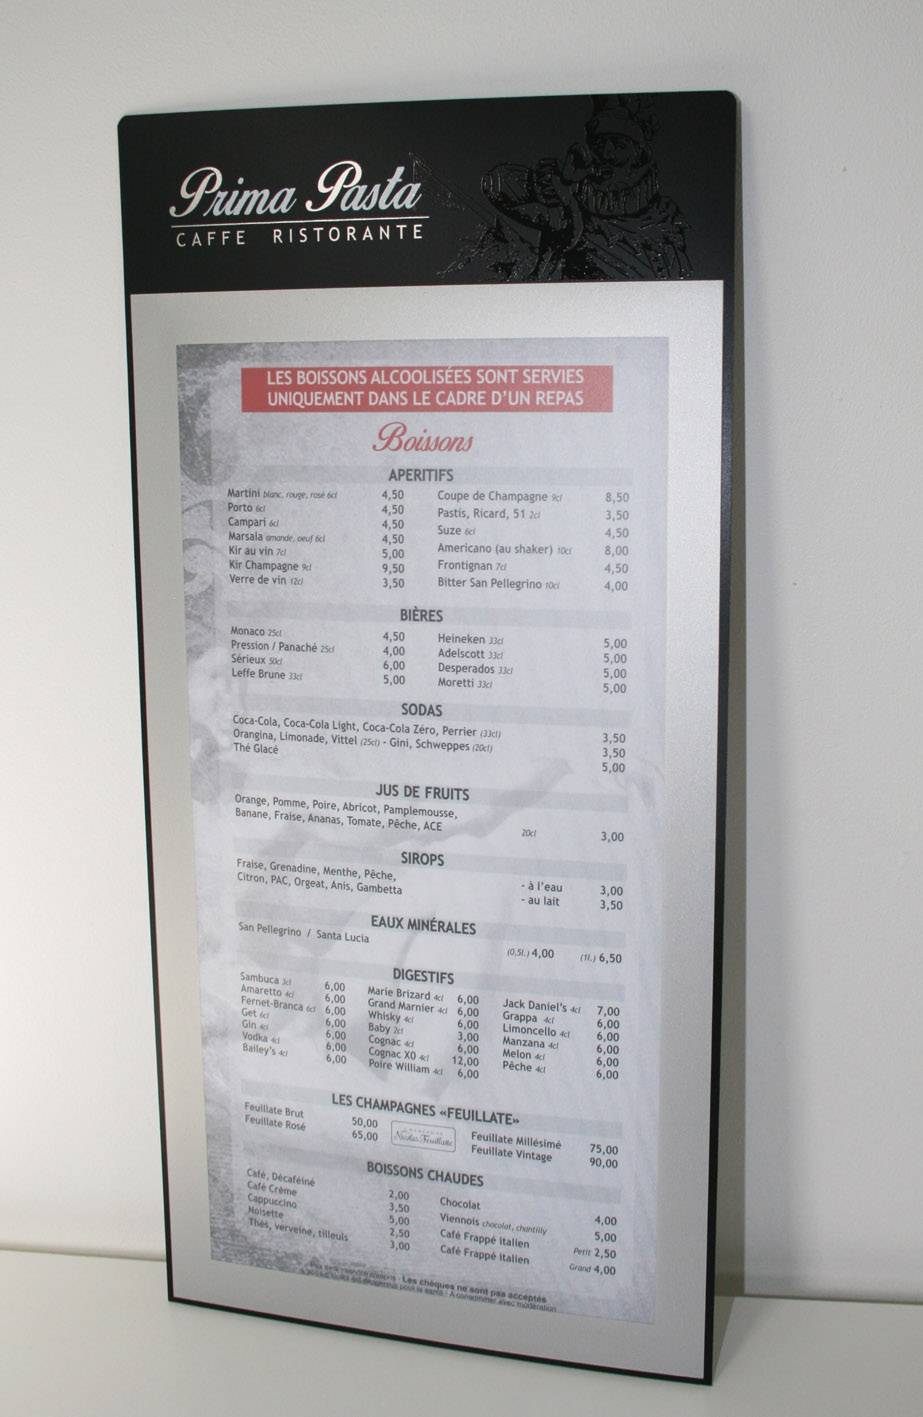 Prima Pasta
CAFFE RISTORANTE
LES BOISSONS ALCOOLISÉES SONT SERVIES
UNIQUEMENT DANS LE CADRE D'UN REPAS
Boissons
APERITIFS
Martini blanc, rouge, rosé 6cl 4,50
Porto 6cl 4,50
Campari 6cl 4,50
Marsala amande, oeuf 6cl 4,50
Kir au vin 7cl 5,00
Kir Champagne 9cl 9,50
Verre de vin 12cl 3,50
Coupe de Champagne 9cl 8,50
Pastis, Ricard, 51 2cl 3,50
Suze 6cl 4,50
Americano (au shaker) 10cl 8,00
Frontignan 7cl 4,50
Bitter San Pellegrino 10cl 4,00
BIÈRES
Monaco 25cl 4,50
Pression / Panaché 25cl 4,00
Sérieux 50cl 6,00
Leffe Brune 33cl 5,00
Heineken 33cl 5,00
Adelscott 33cl 5,00
Desperados 33cl 5,00
Moretti 33cl 5,00
SODAS
Coca-Cola, Coca-Cola Light, Coca-Cola Zéro, Perrier (33cl) 3,50
Orangina, Limonade, Vittel (25cl) - Gini, Schweppes (20cl) 3,50
Thé Glacé 5,00
JUS DE FRUITS
Orange, Pomme, Poire, Abricot, Pamplemousse,
Banane, Fraise, Ananas, Tomate, Pêche, ACE 20cl 3,00
SIROPS
Fraise, Grenadine, Menthe, Pêche, - à l'eau 3,00
Citron, PAC, Orgeat, Anis, Gambetta - au lait 3,50
EAUX MINÉRALES
San Pellegrino / Santa Lucia (0,5l.) 4,00 (1l.) 6,50
DIGESTIFS
Sambuca 3cl 6,00
Amaretto 4cl 6,00
Fernet-Branca 6cl 6,00
Get 6cl 6,00
Gin 4cl 6,00
Vodka 4cl 6,00
Bailey's 4cl 6,00
Marie Brizard 4cl 6,00
Grand Marnier 4cl 6,00
Whisky 4cl 6,00
Baby 2cl 3,00
Cognac 4cl 6,00
Cognac XO 4cl 12,00
Poire William 4cl 6,00
Jack Daniel's 4cl 7,00
Grappa 4cl 6,00
Limoncello 4cl 6,00
Manzana 4cl 6,00
Melon 4cl 6,00
Pêche 4cl 6,00
LES CHAMPAGNES «FEUILLATE»
Feuillate Brut 50,00
Feuillate Rosé 65,00
CHAMPAGNE
Nicolas Feuillatte
Feuillate Millésimé 75,00
Feuillate Vintage 90,00
BOISSONS CHAUDES
Café, Décaféiné 2,00
Café Crème 3,50
Cappuccino 5,00
Noisette 2,50
Thés, verveine, tilleuls 3,00
Chocolat 4,00
Viennois chocolat, chantilly 5,00
Café Frappé italien Petit 2,50
Café Frappé italien Grand 4,00
Les chèques ne sont pas acceptés
est dangereux pour la santé - A consommer avec modération